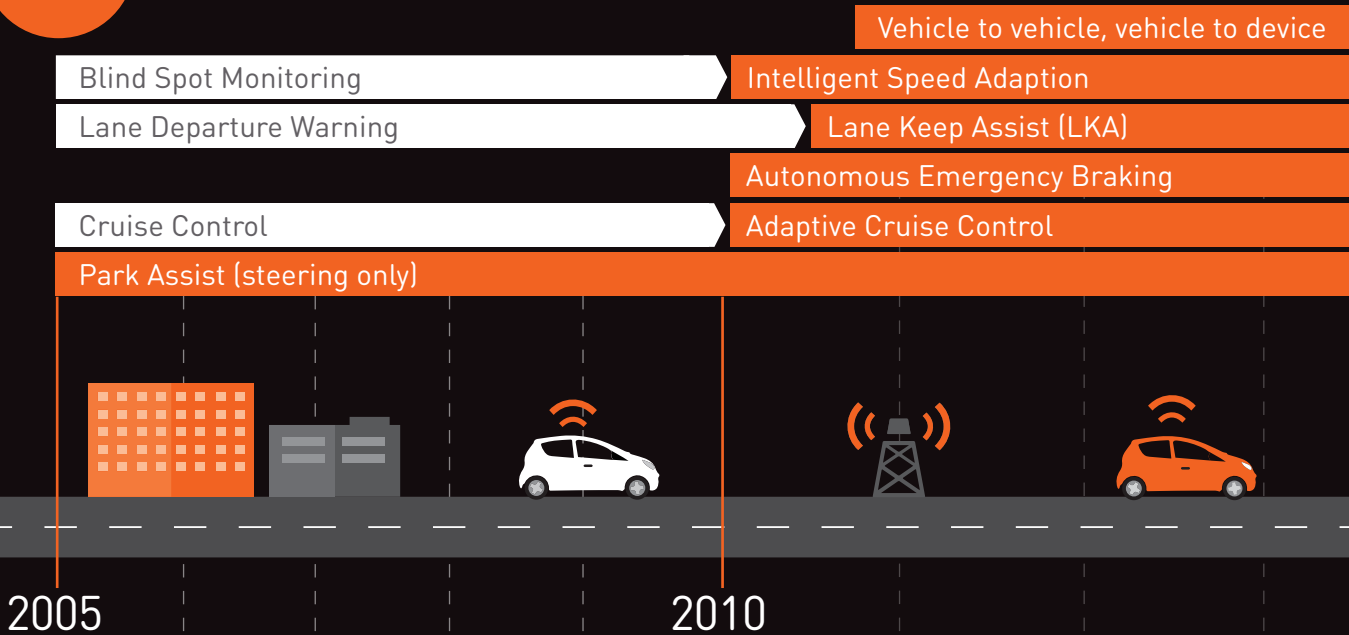 Vehicle to vehicle, vehicle to device
Blind Spot Monitoring
Intelligent Speed Adaption
Lane Departure Warning
Lane Keep Assist (LKA)
Autonomous Emergency Braking
Cruise Control
Adaptive Cruise Control
Park Assist (steering only)
2005
2010